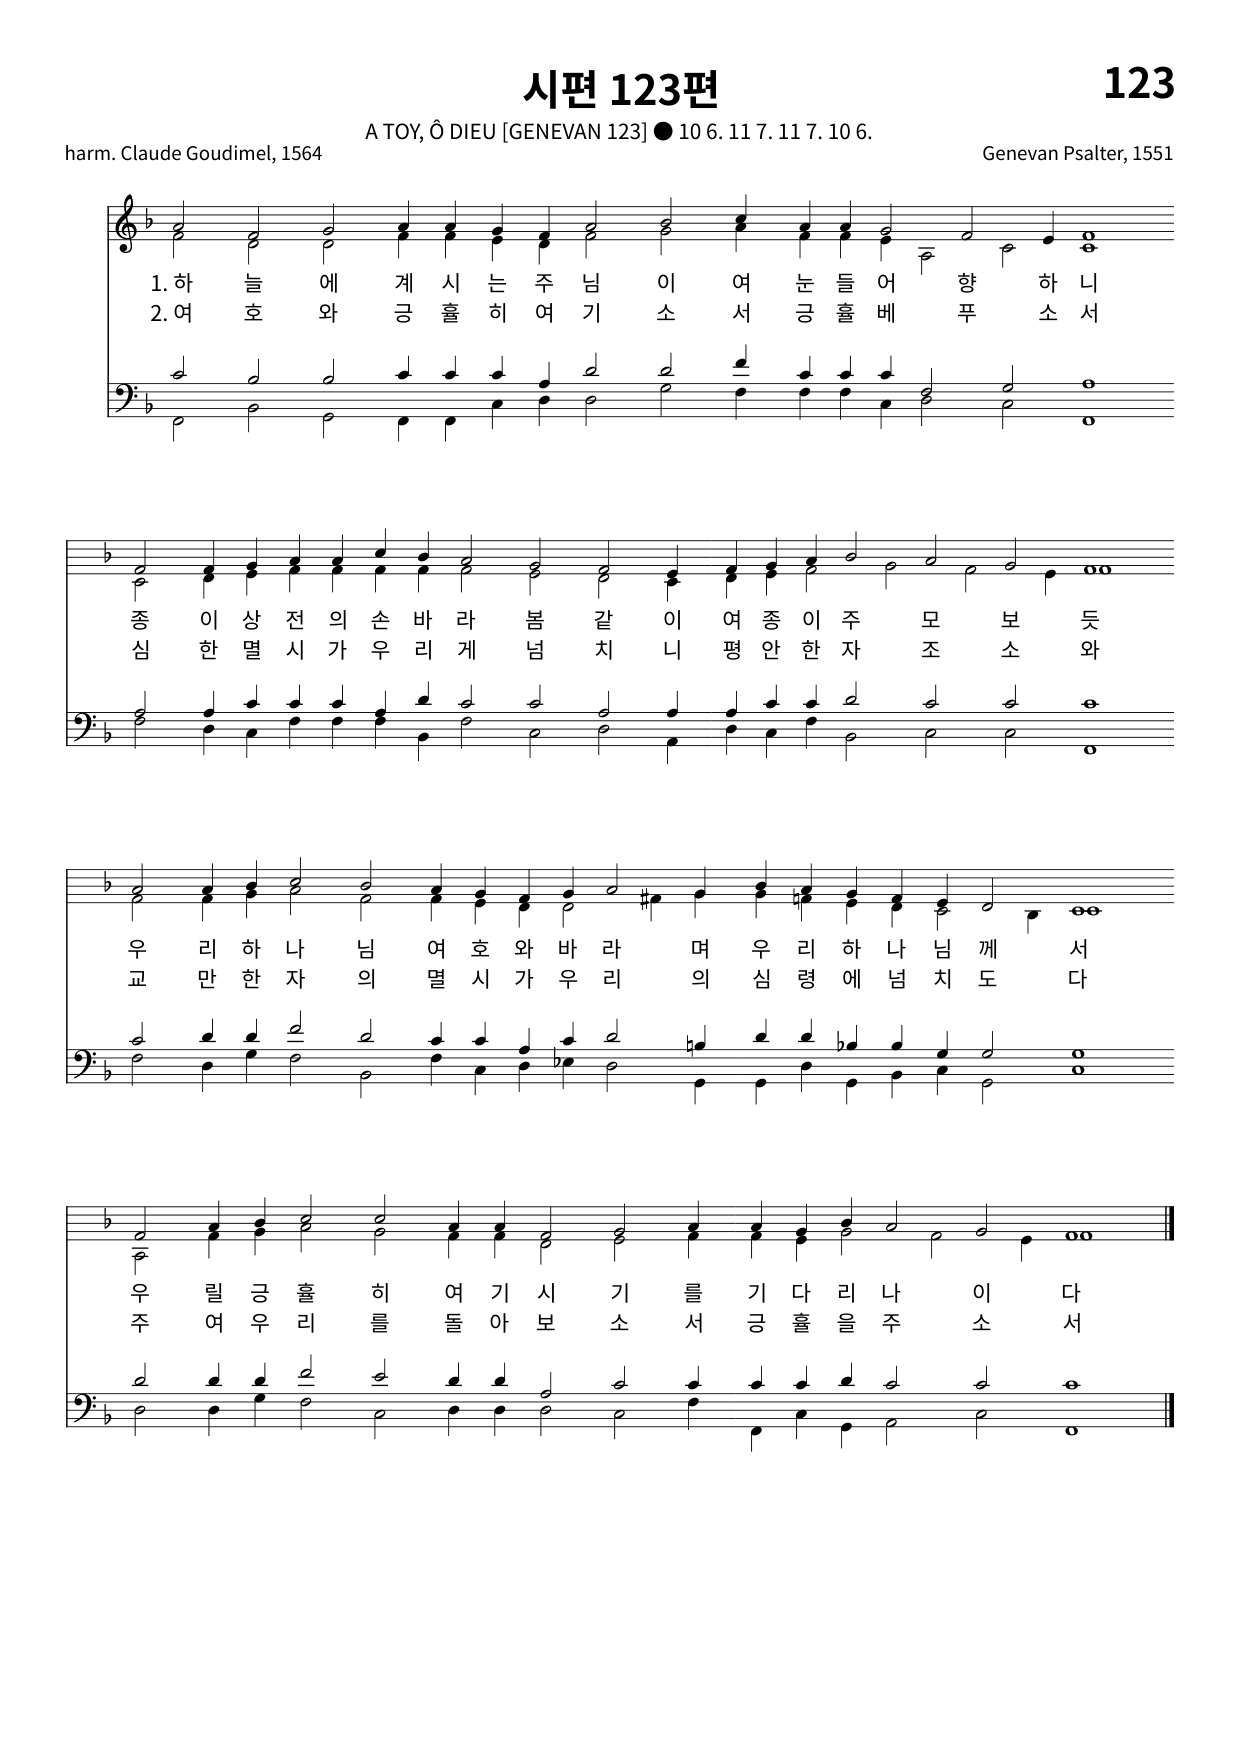 시편 123편
123
A TOY, Ô DIEU [GENEVAN 123] ● 10 6. 11 7. 11 7. 10 6.
harm. Claude Goudimel, 1564
Genevan Psalter, 1551
1. 하 늘 에 계 시 는 주 님 이 여 눈 들 어 향 하 니
2. 여 호 와 긍 휼 히 여 기 소 서 긍 휼 베 푸 소 서
종 이 상 전 의 손 바 라 봄 같 이 여 종 이 주 모 보 듯
심 한 멸 시 가 우 리 게 넘 치 니 평 안 한 자 조 소 와
우 리 하 나 님 여 호 와 바 라 며 우 리 하 나 님 께 서
교 만 한 자 의 멸 시 가 우 리 의 심 령 에 넘 치 도 다
우 릴 긍 휼 히 여 기 시 기 를 기 다 리 나 이 다
주 여 우 리 를 돌 아 보 소 서 긍 휼 을 주 소 서